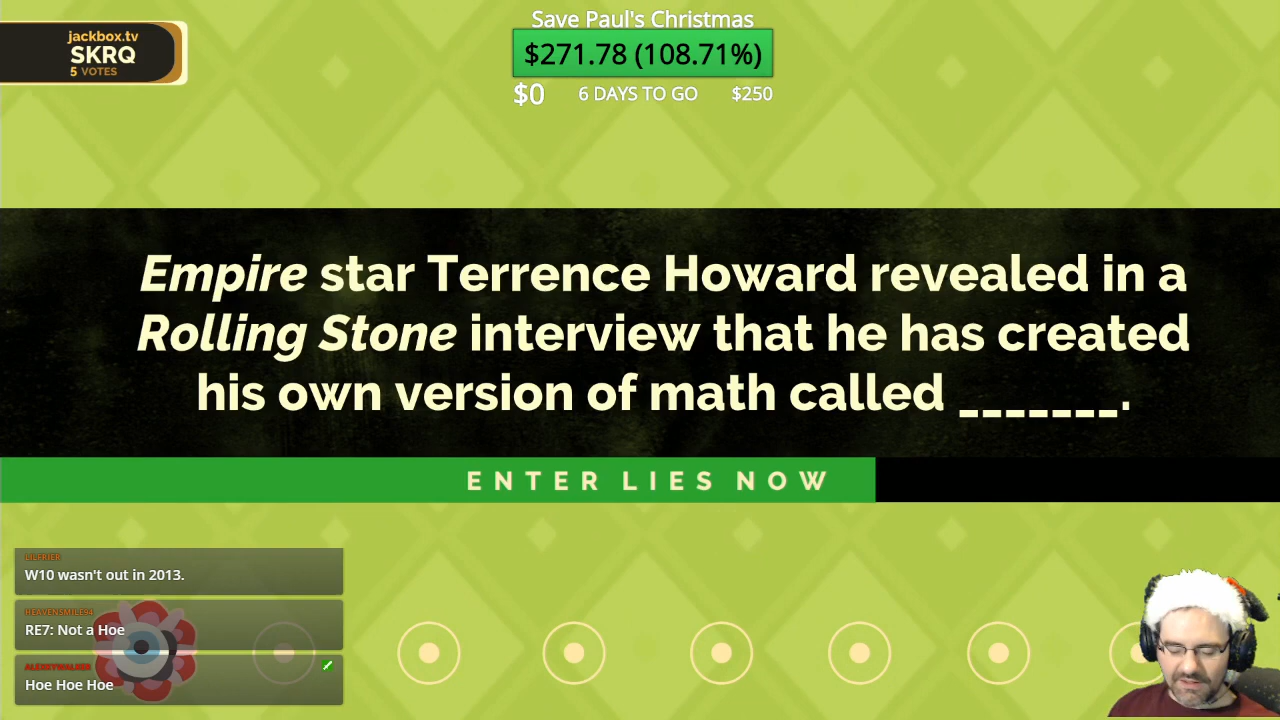 jackbox.tv
SKRQ
5 VOTES
Save Paul's Christmas
$271.78 (108.71%)
$0 6 DAYS TO GO $250
Empire star Terrence Howard revealed in a
Rolling Stone interview that he has created
his own version of math called _______.
ENTER LIES NOW
LILFRIER
W10 wasn't out in 2013.
HEAVENSMILE94
RE7: Not a Hoe
Hoe Hoe Hoe